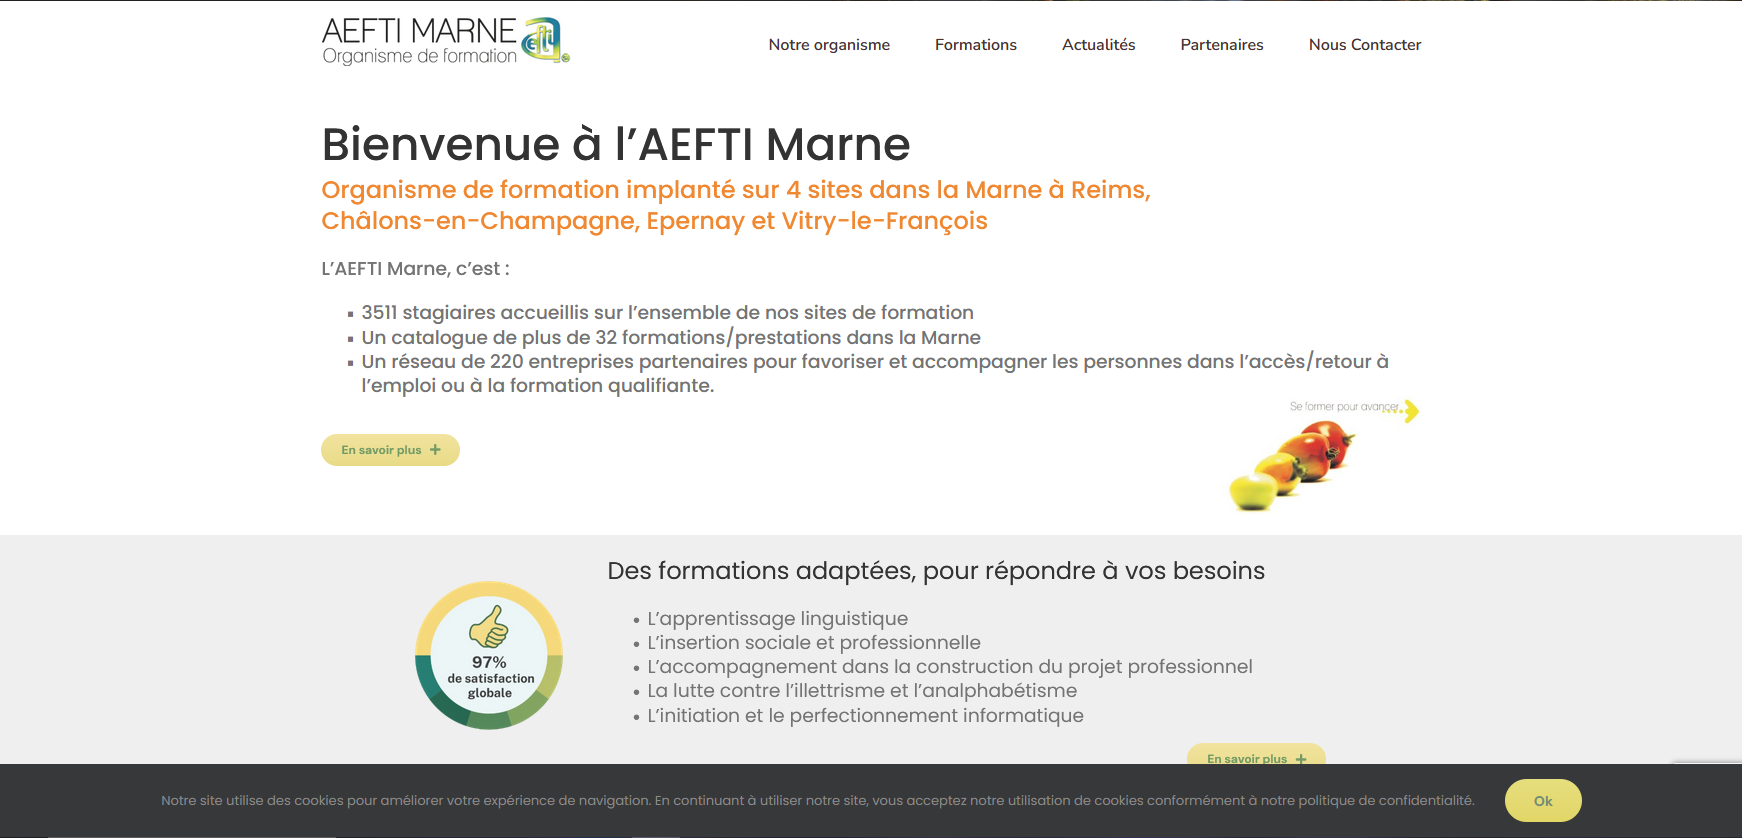 AEFTI MARNE
Organisme de formation
aefti
Notre organisme
Formations
Actualités
Partenaires
Nous Contacter
Bienvenue à l'AEFTI Marne
Organisme de formation implanté sur 4 sites dans la Marne à Reims,
Châlons-en-Champagne, Epernay et Vitry-le-François
L'AEFTI Marne, c'est :
3511 stagiaires accueillis sur l'ensemble de nos sites de formation
Un catalogue de plus de 32 formations/prestations dans la Marne
Un réseau de 220 entreprises partenaires pour favoriser et accompagner les personnes dans l'accès/retour à
l'emploi ou à la formation qualifiante.
Se former pour avancer
En savoir plus
Des formations adaptées, pour répondre à vos besoins
97%
de satisfaction
globale
L'apprentissage linguistique
L'insertion sociale et professionnelle
L'accompagnement dans la construction du projet professionnel
La lutte contre l'illettrisme et l'analphabétisme
L'initiation et le perfectionnement informatique
En savoir plus
Notre site utilise des cookies pour améliorer votre expérience de navigation. En continuant à utiliser notre site, vous acceptez notre utilisation de cookies conformément à notre politique de confidentialité.
Ok